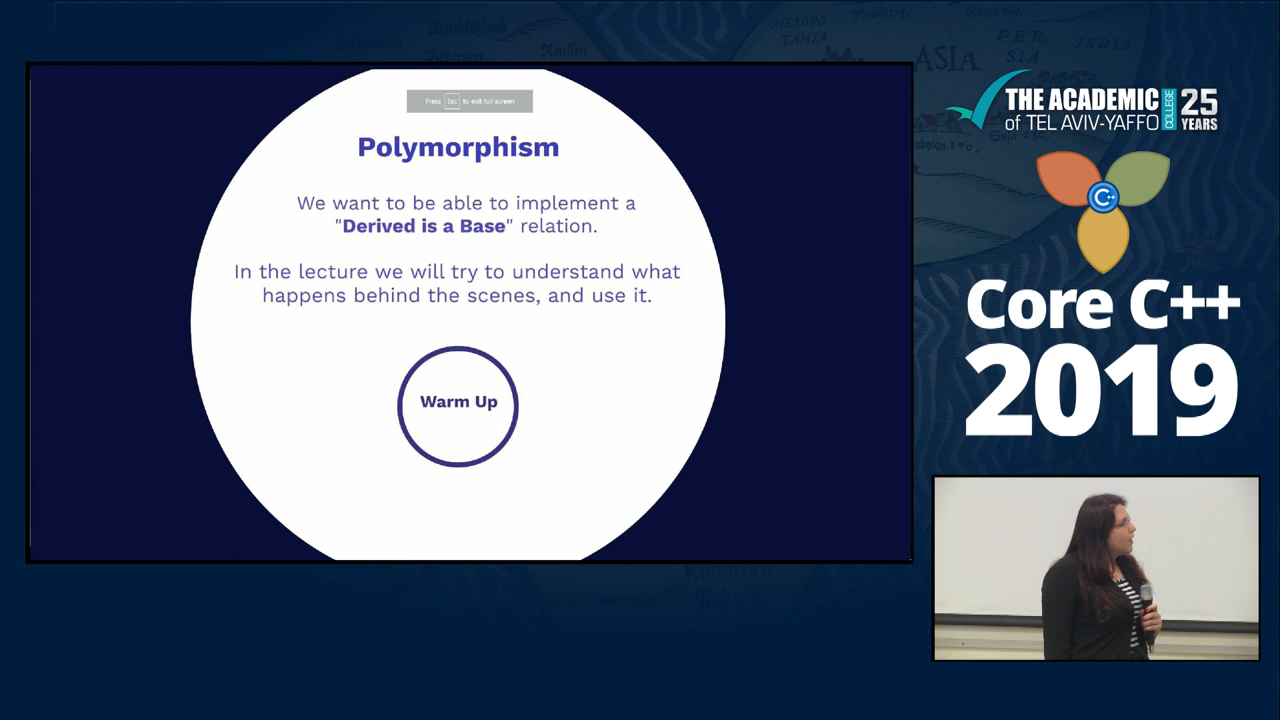 Press Esc to exit full screen
Polymorphism
We want to be able to implement a
"Derived is a Base" relation.
In the lecture we will try to understand what
happens behind the scenes, and use it.
Warm Up
THE ACADEMIC
of TEL AVIV-YAFFO
COLLEGE
25
YEARS
C++
Core C++
2019
MESOPO
TAMIA
ASIA
PER
SIA
INDIA
Reussen